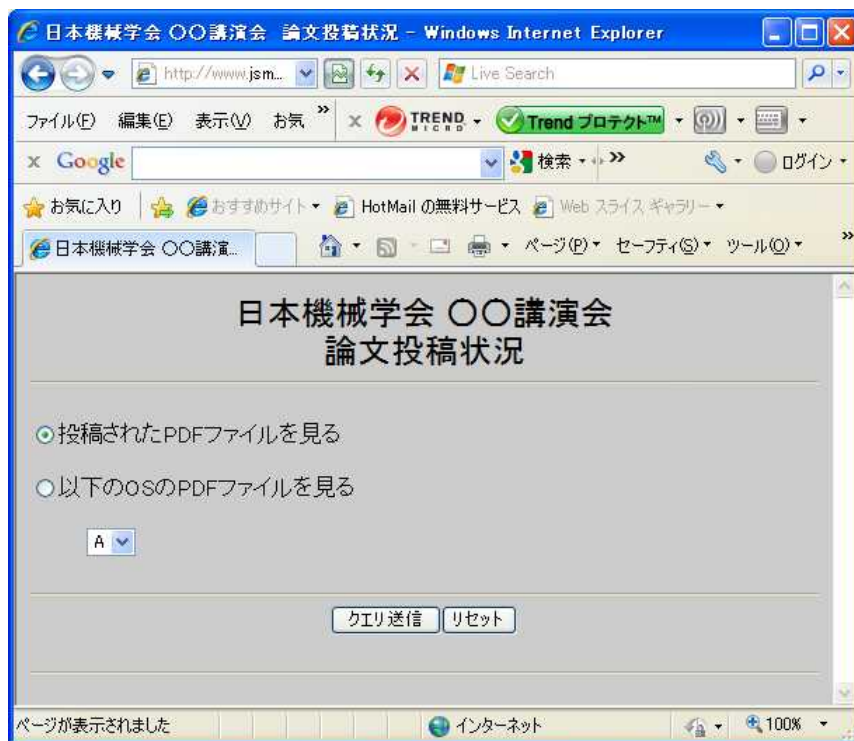 日本機械学会 〇〇講演会 論文投稿状況 - Windows Internet Explorer
http://www.jsm... Live Search
ファイル(F) 編集(E) 表示(V) お気 » x TREND MICRO Trend プロテクト™
x Google 検索 » ログイン
お気に入り おすすめサイト HotMail の無料サービス Web スライス ギャラリー
日本機械学会 〇〇講演... ページ(P) セーフティ(S) ツール(O) »
日本機械学会 〇〇講演会
論文投稿状況
投稿されたPDFファイルを見る
以下のOSのPDFファイルを見る
A
クエリ送信 リセット
ページが表示されました インターネット 100%